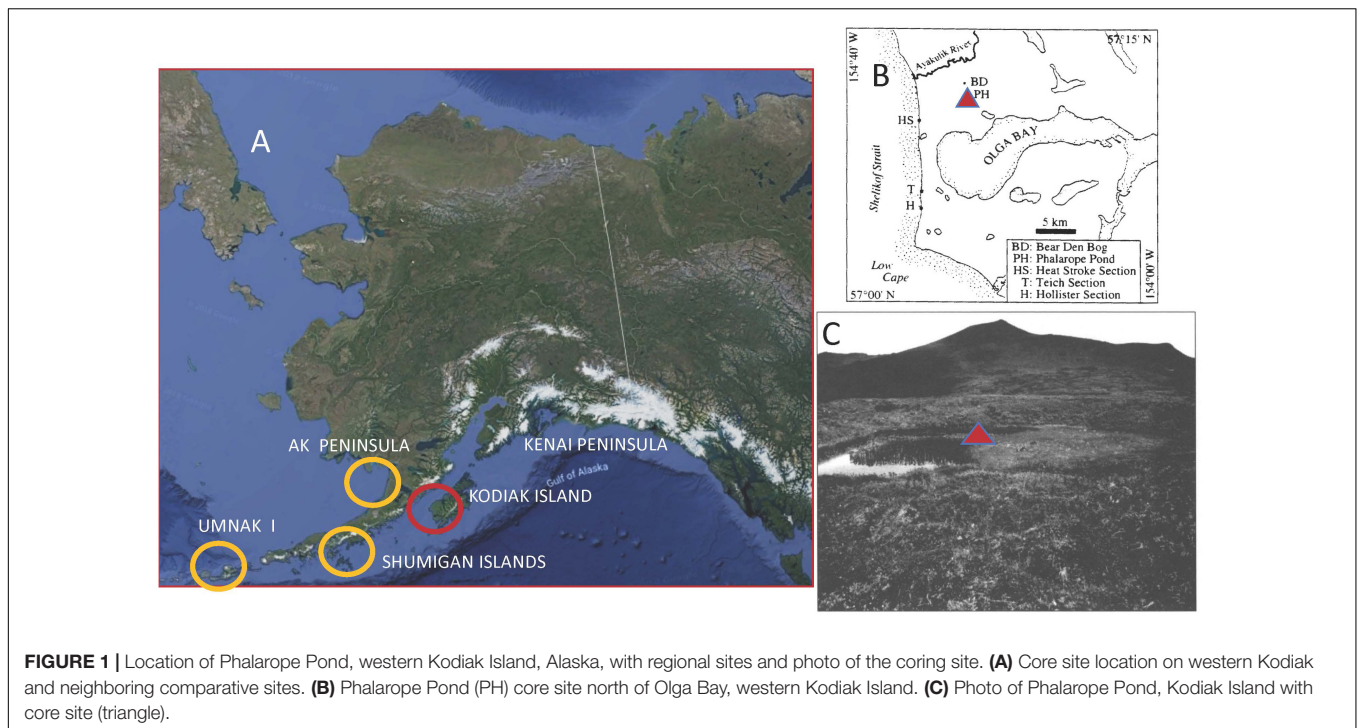 A
AK PENINSULA
KENAI PENINSULA
Gulf of Alaska
KODIAK ISLAND
UMNAK I
SHUMIGAN ISLANDS
B
154°40' W
57°15' N
Ayakulik River
BD
PH
HS
OLGA BAY
Shelikof Strait
T
H
5 km
Low
Cape
BD: Bear Den Bog
PH: Phalarope Pond
HS: Heat Stroke Section
T: Teich Section
H: Hollister Section
57°00' N
154°00' W
C
FIGURE 1 | Location of Phalarope Pond, western Kodiak Island, Alaska, with regional sites and photo of the coring site. (A) Core site location on western Kodiak
and neighboring comparative sites. (B) Phalarope Pond (PH) core site north of Olga Bay, western Kodiak Island. (C) Photo of Phalarope Pond, Kodiak Island with
core site (triangle).